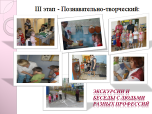 III этап - Познавательно-творческий:
ЭКСКУРСИИ И
БЕСЕДЫ С ЛЮДЬМИ
РАЗНЫХ ПРОФЕССИЙ